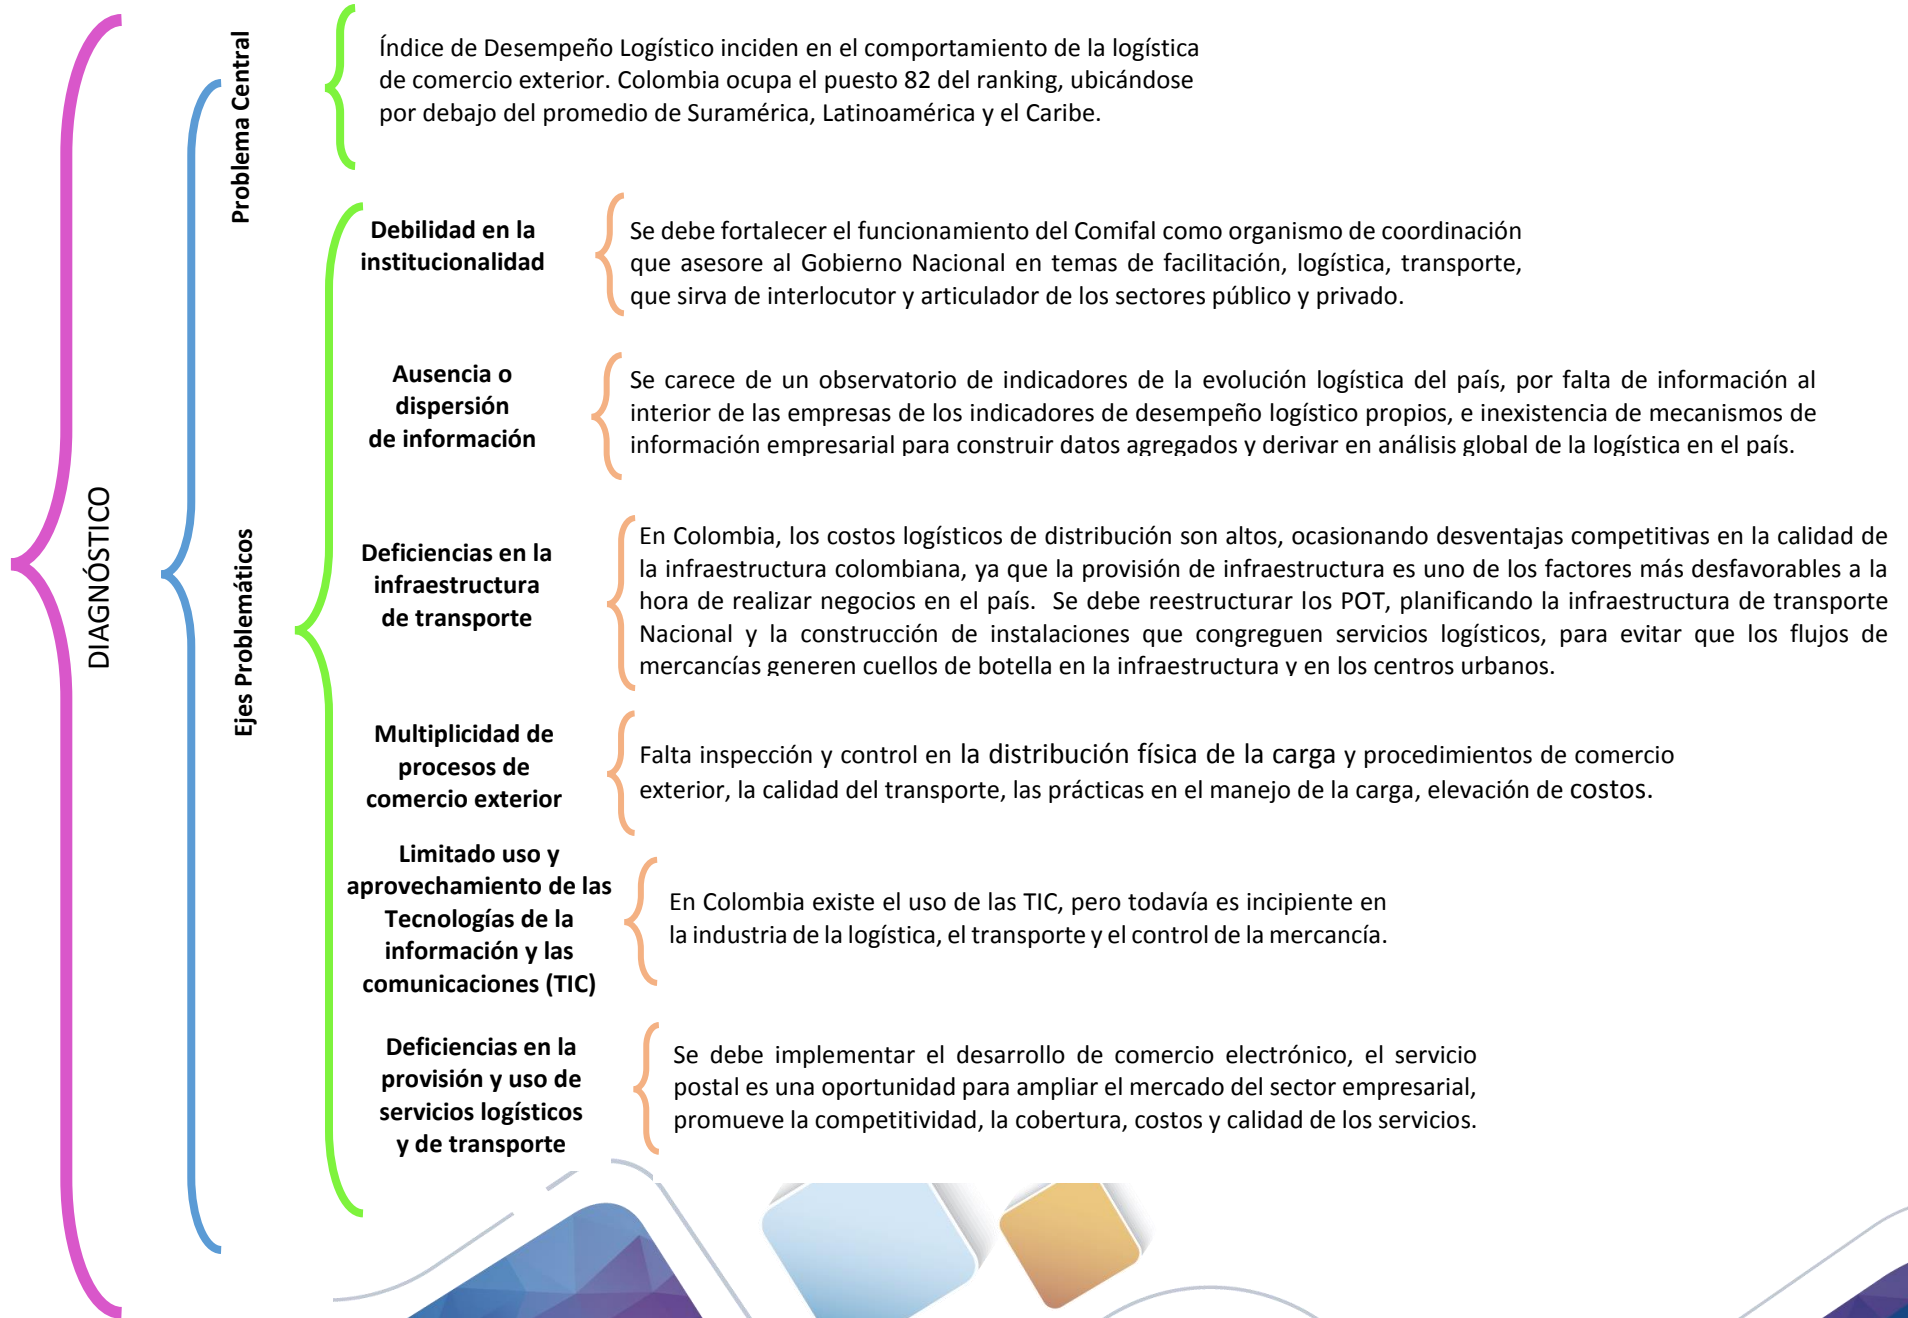 DIAGNÓSTICO
Problema Central
Índice de Desempeño Logístico inciden en el comportamiento de la logística
de comercio exterior. Colombia ocupa el puesto 82 del ranking, ubicándose
por debajo del promedio de Suramérica, Latinoamérica y el Caribe.
Ejes Problemáticos
Debilidad en la
institucionalidad
Se debe fortalecer el funcionamiento del Comifal como organismo de coordinación
que asesore al Gobierno Nacional en temas de facilitación, logística, transporte,
que sirva de interlocutor y articulador de los sectores público y privado.
Ausencia o
dispersión
de información
Se carece de un observatorio de indicadores de la evolución logística del país, por falta de información al
interior de las empresas de los indicadores de desempeño logístico propios, e inexistencia de mecanismos de
información empresarial para construir datos agregados y derivar en análisis global de la logística en el país.
Deficiencias en la
infraestructura
de transporte
En Colombia, los costos logísticos de distribución son altos, ocasionando desventajas competitivas en la calidad de
la infraestructura colombiana, ya que la provisión de infraestructura es uno de los factores más desfavorables a la
hora de realizar negocios en el país. Se debe reestructurar los POT, planificando la infraestructura de transporte
Nacional y la construcción de instalaciones que congreguen servicios logísticos, para evitar que los flujos de
mercancías generen cuellos de botella en la infraestructura y en los centros urbanos.
Multiplicidad de
procesos de
comercio exterior
Falta inspección y control en la distribución física de la carga y procedimientos de comercio
exterior, la calidad del transporte, las prácticas en el manejo de la carga, elevación de costos.
Limitado uso y
aprovechamiento de las
Tecnologías de la
información y las
comunicaciones (TIC)
En Colombia existe el uso de las TIC, pero todavía es incipiente en
la industria de la logística, el transporte y el control de la mercancía.
Deficiencias en la
provisión y uso de
servicios logísticos
y de transporte
Se debe implementar el desarrollo de comercio electrónico, el servicio
postal es una oportunidad para ampliar el mercado del sector empresarial,
promueve la competitividad, la cobertura, costos y calidad de los servicios.